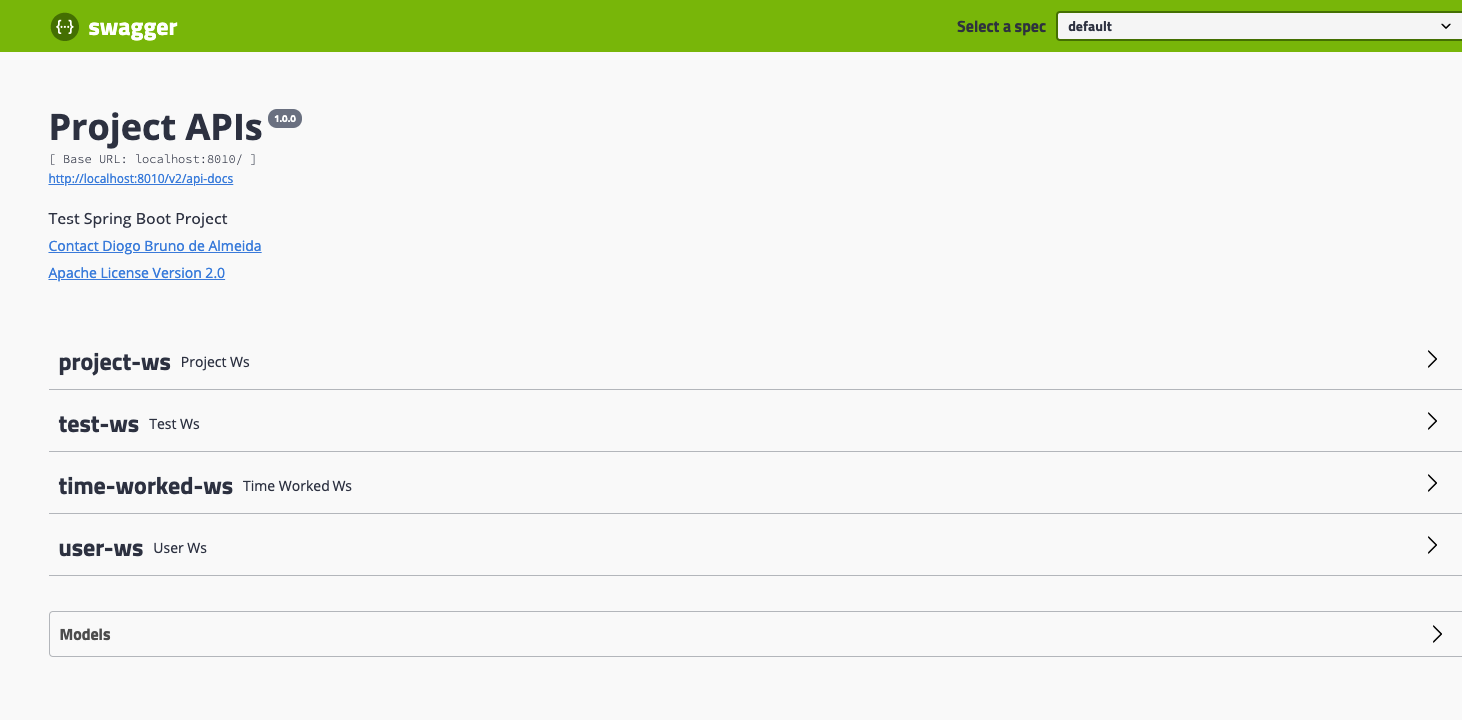 {···} swagger
Select a spec default
Project APIs 1.0.0
[ Base URL: localhost:8010/ ]
http://localhost:8010/v2/api-docs
Test Spring Boot Project
Contact Diogo Bruno de Almeida
Apache License Version 2.0
project-ws Project Ws
test-ws Test Ws
time-worked-ws Time Worked Ws
user-ws User Ws
Models